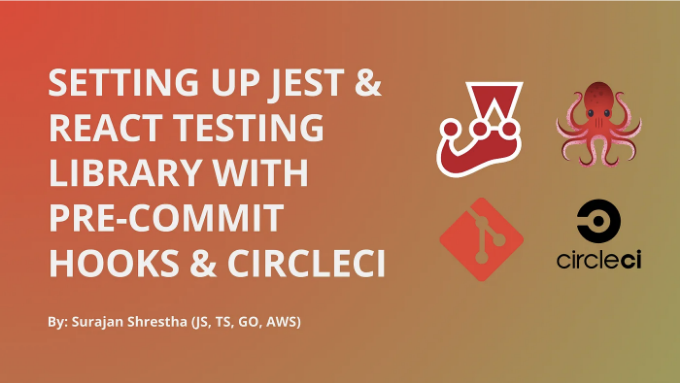 SETTING UP JEST &
REACT TESTING
LIBRARY WITH
PRE-COMMIT
HOOKS & CIRCLECI
By: Surajan Shrestha (JS, TS, GO, AWS)
circleci